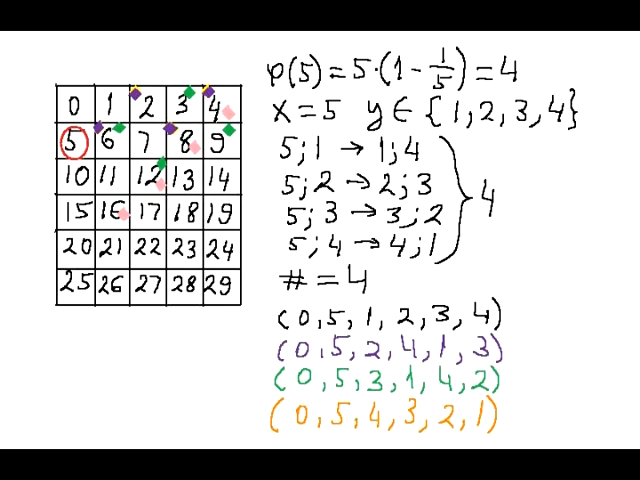 φ(5) = 5·(1 - 1/5) = 4
x = 5 y ∈ {1, 2, 3, 4}
5;1 → 1;4
5;2 → 2;3
5;3 → 3;2
5;4 → 4;1
} 4
# = 4
(0, 5, 1, 2, 3, 4)
(0, 5, 2, 4, 1, 3)
(0, 5, 3, 1, 4, 2)
(0, 5, 4, 3, 2, 1)
0 1 2 3 4
5 6 7 8 9
10 11 12 13 14
15 16 17 18 19
20 21 22 23 24
25 26 27 28 29